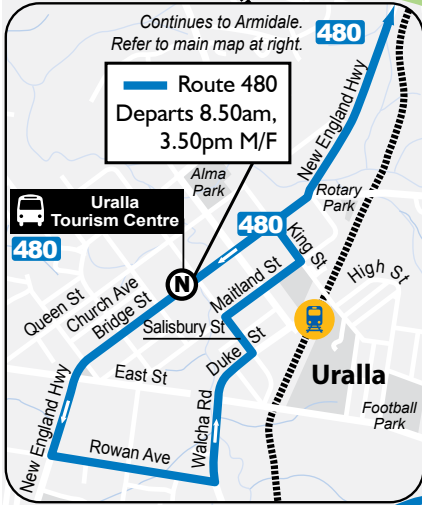 Continues to Armidale.
Refer to main map at right.
480
Route 480
Departs 8.50am,
3.50pm M/F
New England Hwy
Alma
Park
Rotary
Park
Uralla
Tourism Centre
480
480
King St
High St
N
Maitland St
Queen St
Church Ave
Bridge St
Salisbury St
Duke St
Uralla
East St
Football
Park
New England Hwy
Rowan Ave
Walcha Rd